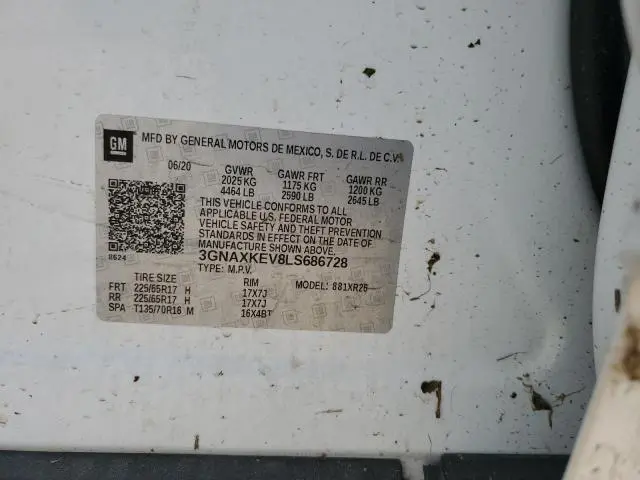 GM
MFD BY GENERAL MOTORS DE MEXICO, S. DE R.L. DE C.V.
06/20 GVWR GAWR FRT GAWR RR
2025 KG 1175 KG 1200 KG
4464 LB 2590 LB 2645 LB
THIS VEHICLE CONFORMS TO ALL
APPLICABLE U.S. FEDERAL MOTOR
VEHICLE SAFETY AND THEFT PREVENTION
STANDARDS IN EFFECT ON THE DATE OF
MANUFACTURE SHOWN ABOVE.
8624 3GNAXKEV8LS686728
TYPE: M.P.V.
TIRE SIZE RIM MODEL: 881XR26
FRT 225/65R17 H 17X7J
RR 225/65R17 H 17X7J
SPA T135/70R16 M 16X4BT